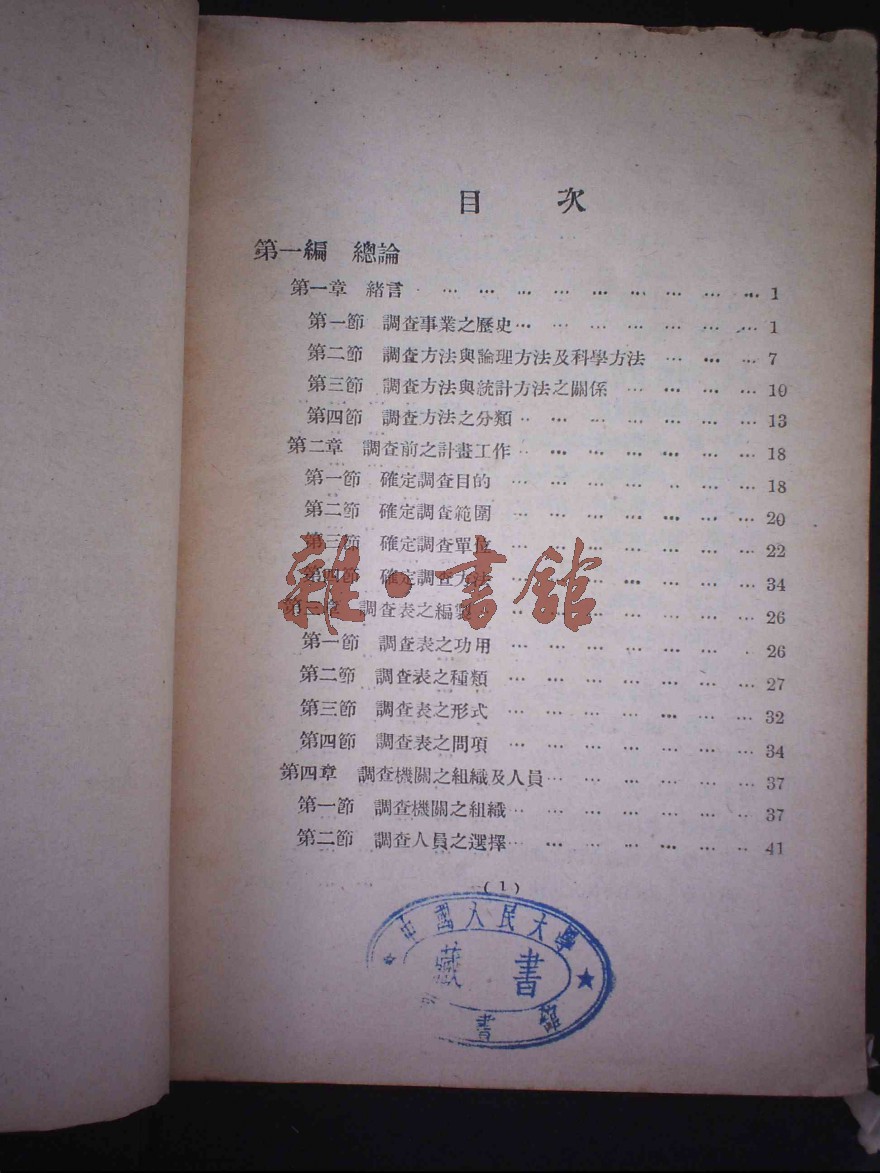 目 次
第一編 總論
第一章 緒言 … 1
第一節 調查事業之歷史 … 1
第二節 調查方法與論理方法及科學方法 … 7
第三節 調查方法與統計方法之關係 … 10
第四節 調查方法之分類 … 13
第二章 調查前之計畫工作 … 18
第一節 確定調查目的 … 18
第二節 確定調查範圍 … 20
第三節 確定調查單位 … 22
第四節 確定調查方法 … 34
第三章 調查表之編製 … 26
第一節 調查表之功用 … 26
第二節 調查表之種類 … 27
第三節 調查表之形式 … 32
第四節 調查表之問項 … 34
第四章 調查機關之組織及人員 … 37
第一節 調查機關之組織 … 37
第二節 調查人員之選擇 … 41
(1)
中國人民大學
藏書
書
雜·書館